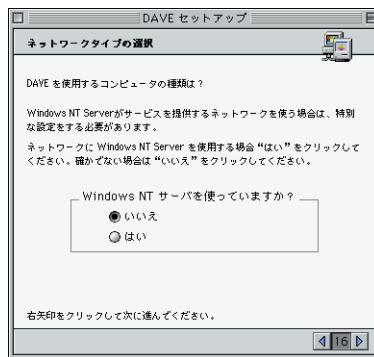 DAVE セットアップ
ネットワークタイプの選択
DAVE を使用するコンピュータの種類は？
Windows NT Serverがサービスを提供するネットワークを使う場合は、特別
な設定をする必要があります。
ネットワークに Windows NT Server を使用する場合“はい”をクリックして
ください。確かでない場合は“いいえ”をクリックしてください。
Windows NT サーバを使っていますか？
いいえ
はい
右矢印をクリックして次に進んでください。
16